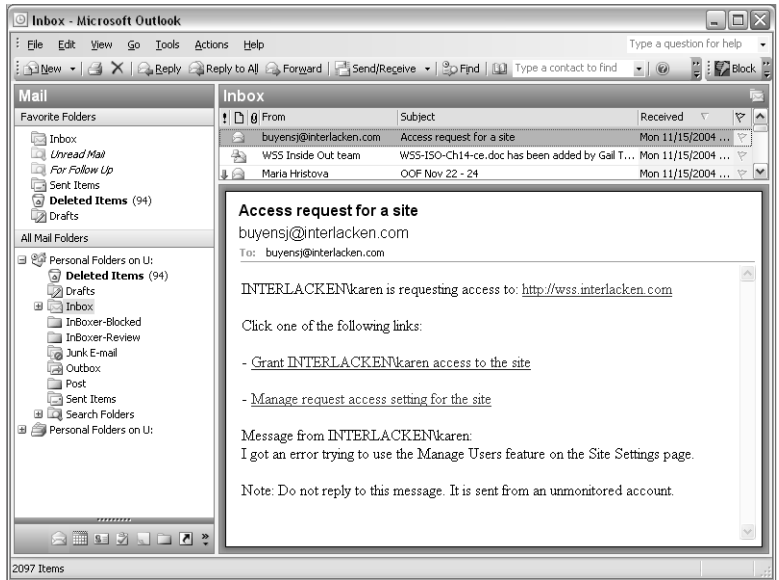 Inbox - Microsoft Outlook
File Edit View Go Tools Actions Help Type a question for help
New Reply Reply to All Forward Send/Receive Find Type a contact to find Block
Mail
Favorite Folders
Inbox
Unread Mail
For Follow Up
Sent Items
Deleted Items (94)
Drafts
All Mail Folders
Personal Folders on U:
Deleted Items (94)
Drafts
Inbox
InBoxer-Blocked
InBoxer-Review
Junk E-mail
Outbox
Post
Sent Items
Search Folders
Personal Folders on U:
Inbox
From Subject Received
buyensj@interlacken.com Access request for a site Mon 11/15/2004 ...
WSS Inside Out team WSS-ISO-Ch14-ce.doc has been added by Gail T... Mon 11/15/2004 ...
Maria Hristova OOF Nov 22 - 24 Mon 11/15/2004 ...
Access request for a site
buyensj@interlacken.com
To: buyensj@interlacken.com
INTERLACKEN\karen is requesting access to: http://wss.interlacken.com
Click one of the following links:
- Grant INTERLACKEN\karen access to the site
- Manage request access setting for the site
Message from INTERLACKEN\karen:
I got an error trying to use the Manage Users feature on the Site Settings page.
Note: Do not reply to this message. It is sent from an unmonitored account.
2097 Items